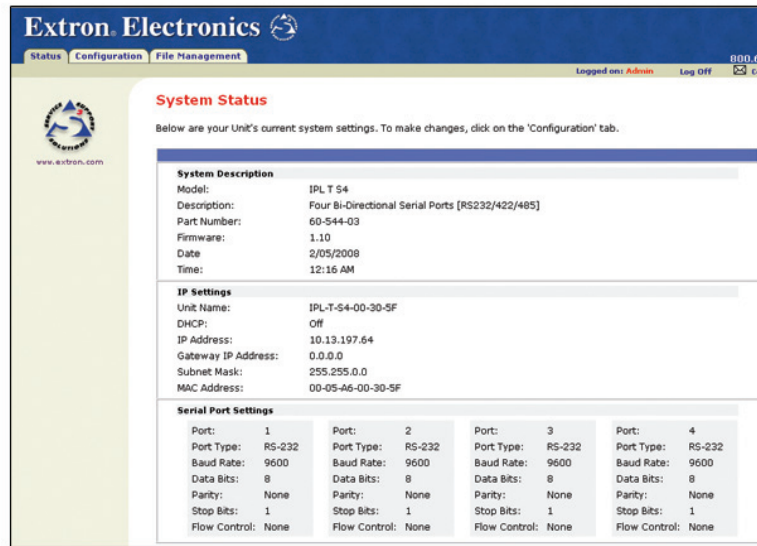 Extron. Electronics
Status Configuration File Management
800.6
Logged on: Admin Log Off
SERVICE SUPPORT SOLUTIONS
www.extron.com
System Status
Below are your Unit's current system settings. To make changes, click on the 'Configuration' tab.
System Description
Model: IPL T S4
Description: Four Bi-Directional Serial Ports [RS232/422/485]
Part Number: 60-544-03
Firmware: 1.10
Date 2/05/2008
Time: 12:16 AM
IP Settings
Unit Name: IPL-T-S4-00-30-5F
DHCP: Off
IP Address: 10.13.197.64
Gateway IP Address: 0.0.0.0
Subnet Mask: 255.255.0.0
MAC Address: 00-05-A6-00-30-5F
Serial Port Settings
Port: 1 Port: 2 Port: 3 Port: 4
Port Type: RS-232 Port Type: RS-232 Port Type: RS-232 Port Type: RS-232
Baud Rate: 9600 Baud Rate: 9600 Baud Rate: 9600 Baud Rate: 9600
Data Bits: 8 Data Bits: 8 Data Bits: 8 Data Bits: 8
Parity: None Parity: None Parity: None Parity: None
Stop Bits: 1 Stop Bits: 1 Stop Bits: 1 Stop Bits: 1
Flow Control: None Flow Control: None Flow Control: None Flow Control: None